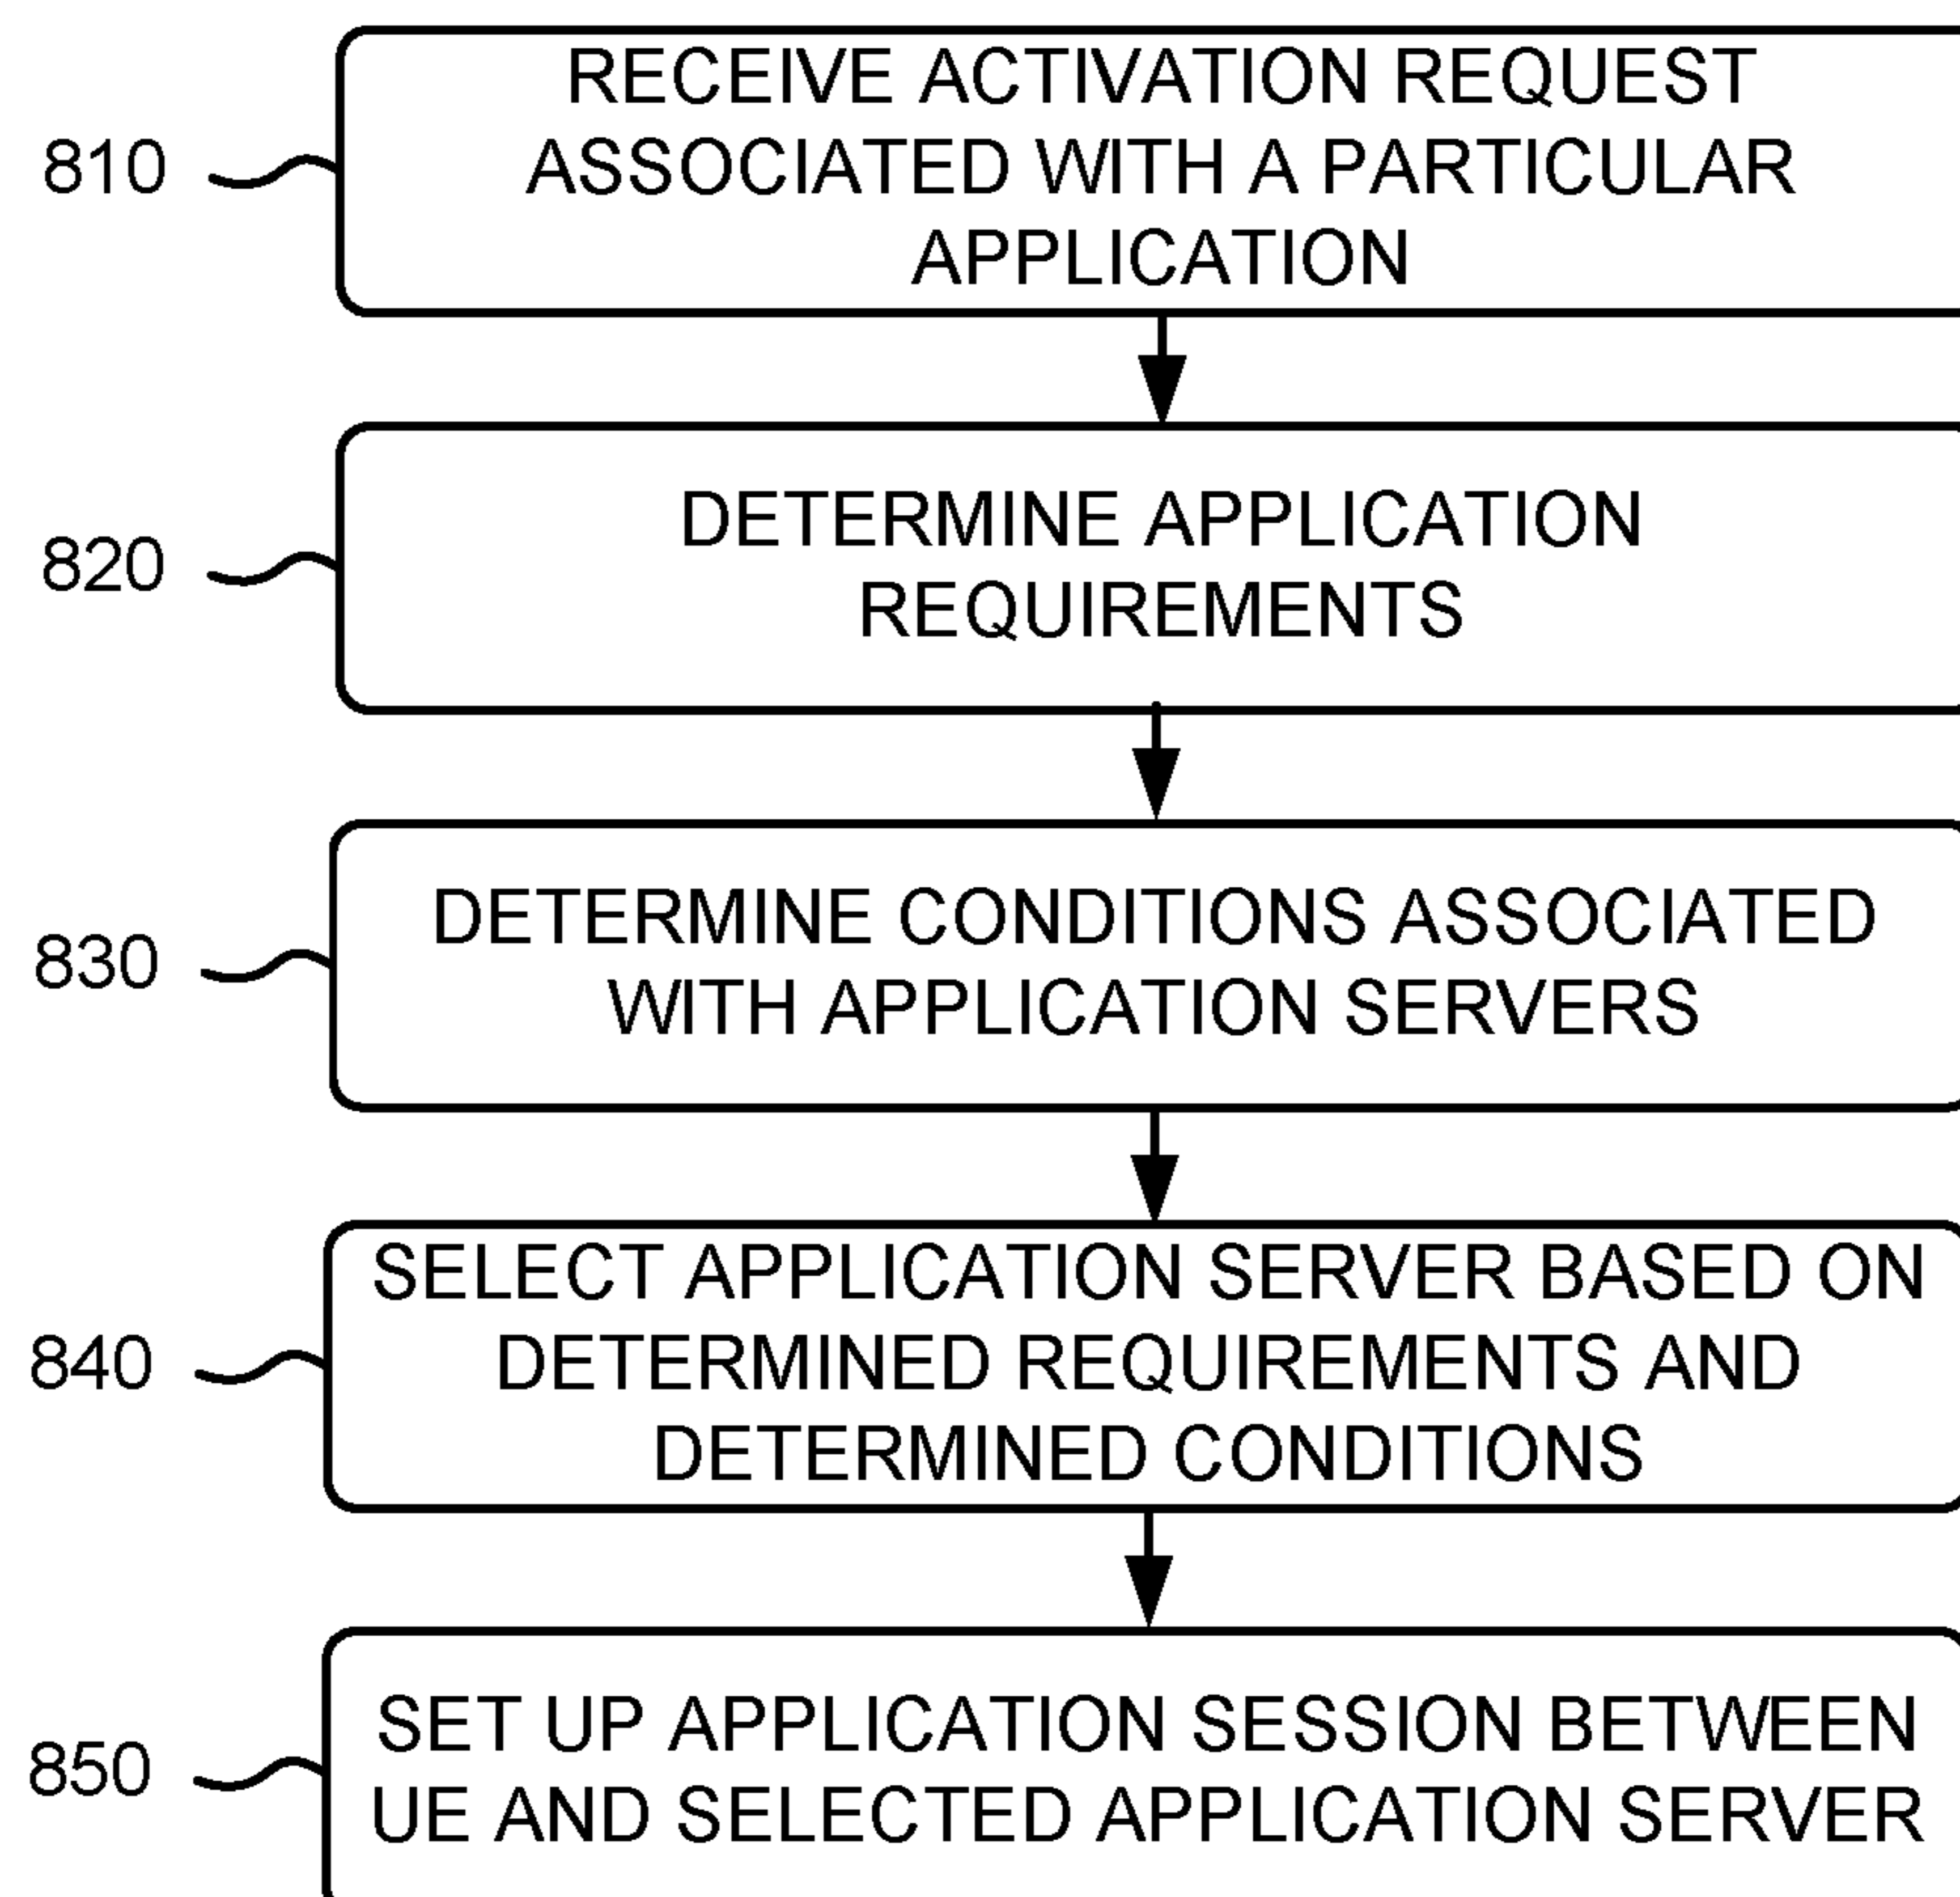 810
RECEIVE ACTIVATION REQUEST
ASSOCIATED WITH A PARTICULAR
APPLICATION
820
DETERMINE APPLICATION
REQUIREMENTS
830
DETERMINE CONDITIONS ASSOCIATED
WITH APPLICATION SERVERS
840
SELECT APPLICATION SERVER BASED ON
DETERMINED REQUIREMENTS AND
DETERMINED CONDITIONS
850
SET UP APPLICATION SESSION BETWEEN
UE AND SELECTED APPLICATION SERVER